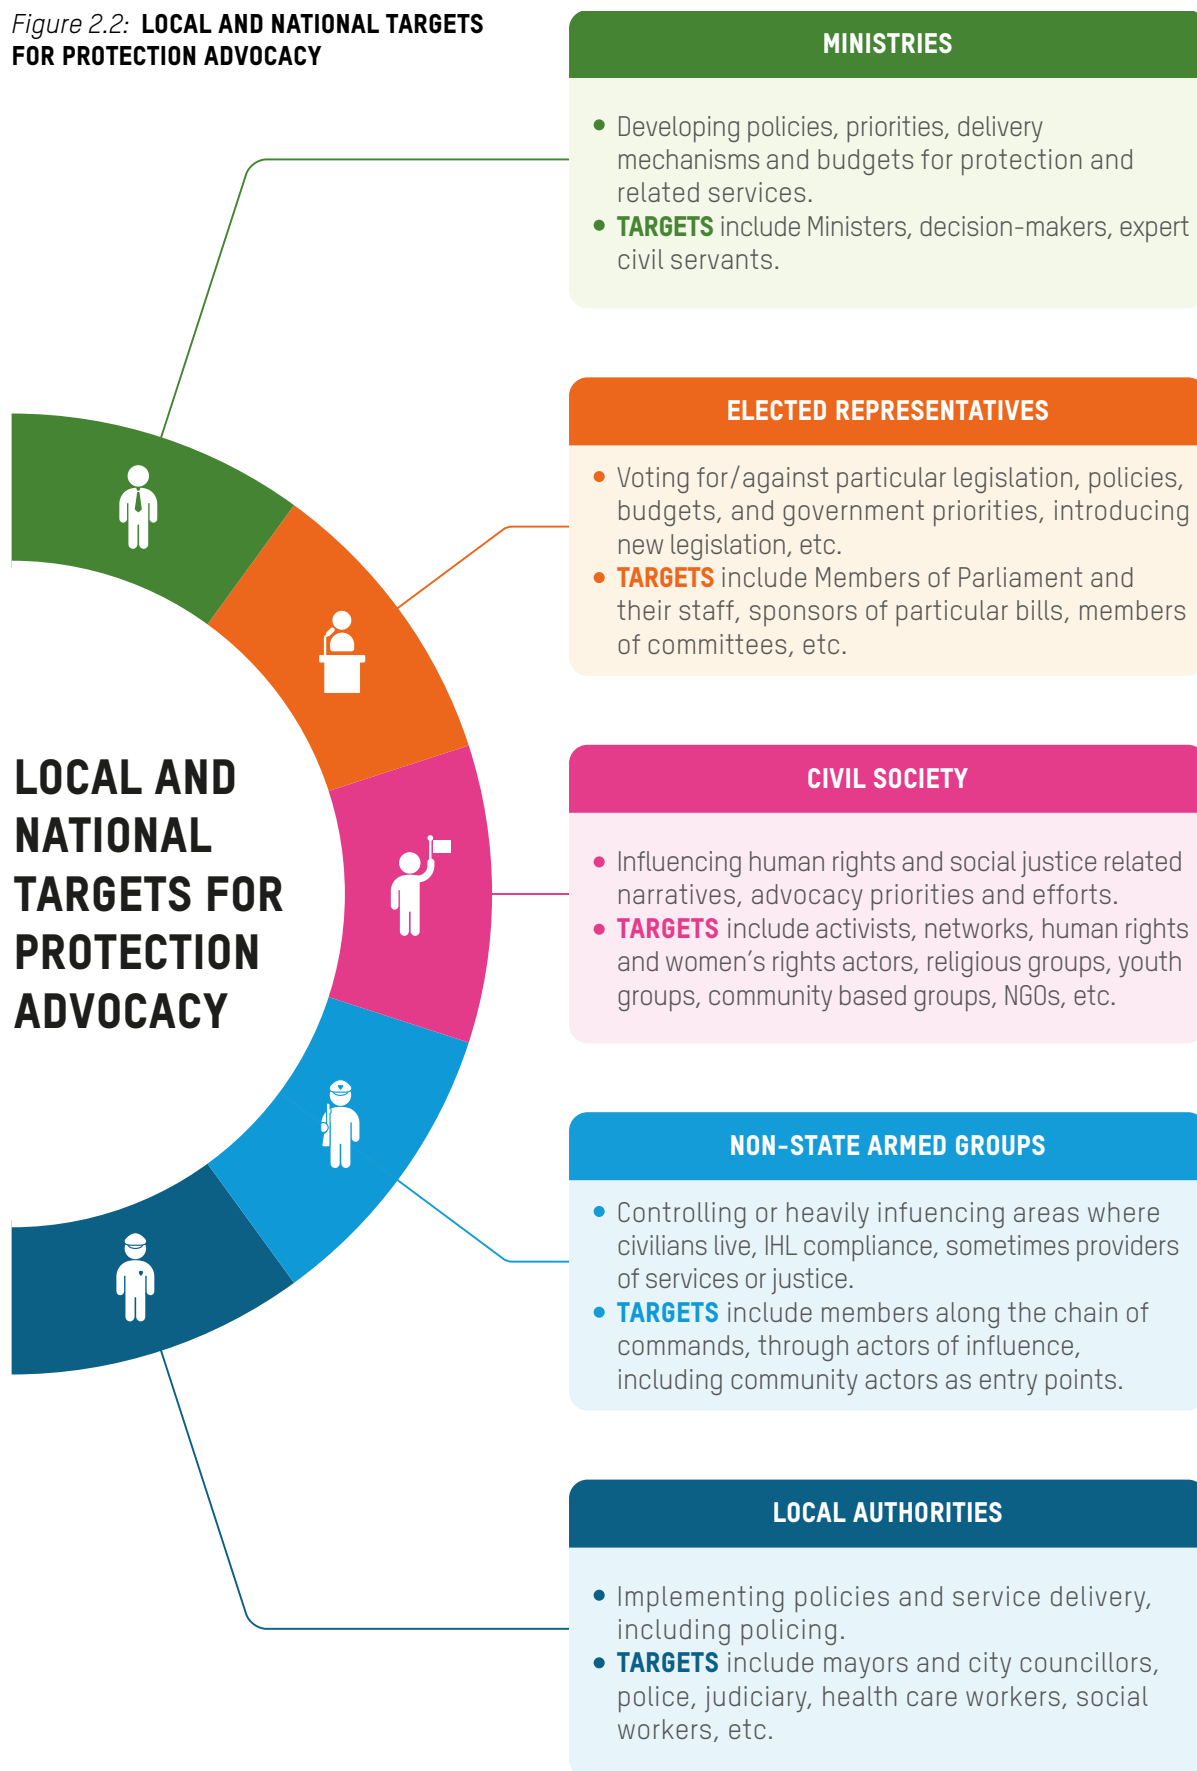 Figure 2.2: LOCAL AND NATIONAL TARGETS
FOR PROTECTION ADVOCACY
MINISTRIES
• Developing policies, priorities, delivery
mechanisms and budgets for protection and
related services.
• TARGETS include Ministers, decision-makers, expert
civil servants.
ELECTED REPRESENTATIVES
• Voting for/against particular legislation, policies,
budgets, and government priorities, introducing
new legislation, etc.
• TARGETS include Members of Parliament and
their staff, sponsors of particular bills, members
of committees, etc.
LOCAL AND
NATIONAL
TARGETS FOR
PROTECTION
ADVOCACY
CIVIL SOCIETY
• Influencing human rights and social justice related
narratives, advocacy priorities and efforts.
• TARGETS include activists, networks, human rights
and women's rights actors, religious groups, youth
groups, community based groups, NGOs, etc.
NON-STATE ARMED GROUPS
• Controlling or heavily infuencing areas where
civilians live, IHL compliance, sometimes providers
of services or justice.
• TARGETS include members along the chain of
commands, through actors of influence,
including community actors as entry points.
LOCAL AUTHORITIES
• Implementing policies and service delivery,
including policing.
• TARGETS include mayors and city councillors,
police, judiciary, health care workers, social
workers, etc.